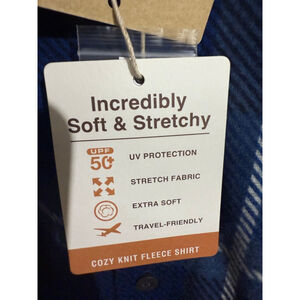 Incredibly
Soft & Stretchy
UPF
50+
UV PROTECTION
STRETCH FABRIC
EXTRA SOFT
TRAVEL-FRIENDLY
COZY KNIT FLEECE SHIRT